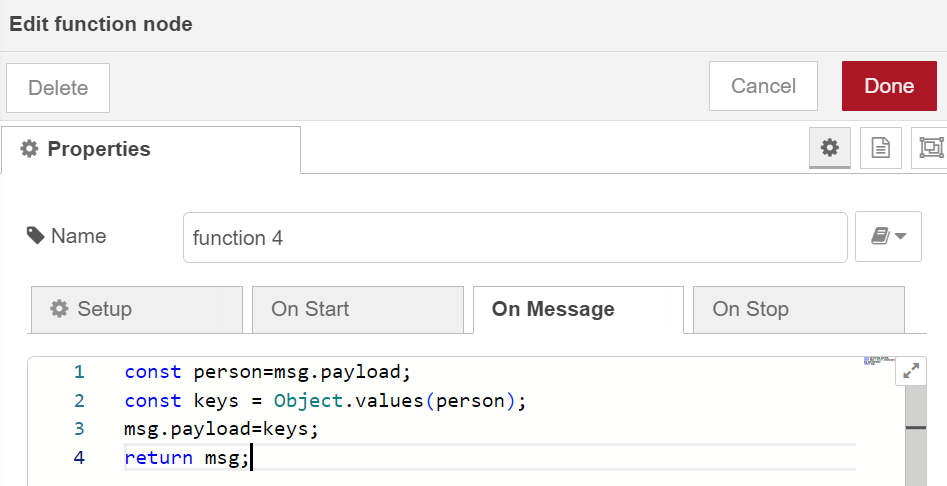 Edit function node
Delete
Cancel
Done
Properties
Name
function 4
Setup
On Start
On Message
On Stop
1 const person=msg.payload;
2 const keys = Object.values(person);
3 msg.payload=keys;
4 return msg;